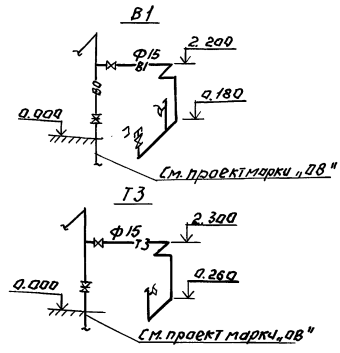 В1
Ф15
В1
2.200
В0
0.180
0.000
См. проект марки „ОВ"
Т3
Ф15
Т3
2.300
0.260
0.000
См. проект марки „ОВ"